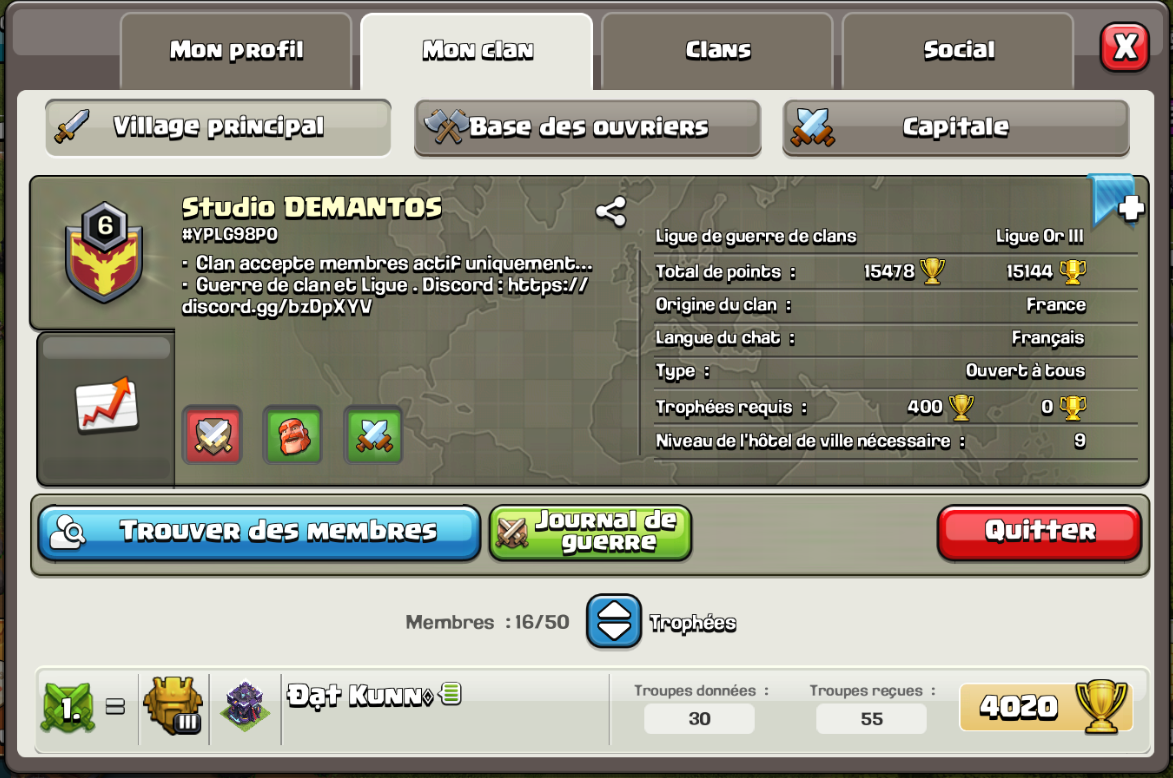 Mon profil
Mon clan
Clans
Social
X
Village principal
Base des ouvriers
Capitale
6
Studio DEMANTOS
#YPLG98P0
- Clan accepte membres actif uniquement...
- Guerre de clan et Ligue . Discord : https://
discord.gg/bzDpXYV
Ligue de guerre de clans Ligue Or III
Total de points : 15478 15144
Origine du clan : France
Langue du chat : Français
Type : Ouvert à tous
Trophées requis : 400 0
Niveau de l'hôtel de ville nécessaire : 9
Trouver des membres
Journal de
guerre
Quitter
Membres : 16/50
Trophées
1. = III
Đạt Kunn◊
Troupes données :
30
Troupes reçues :
55
4020